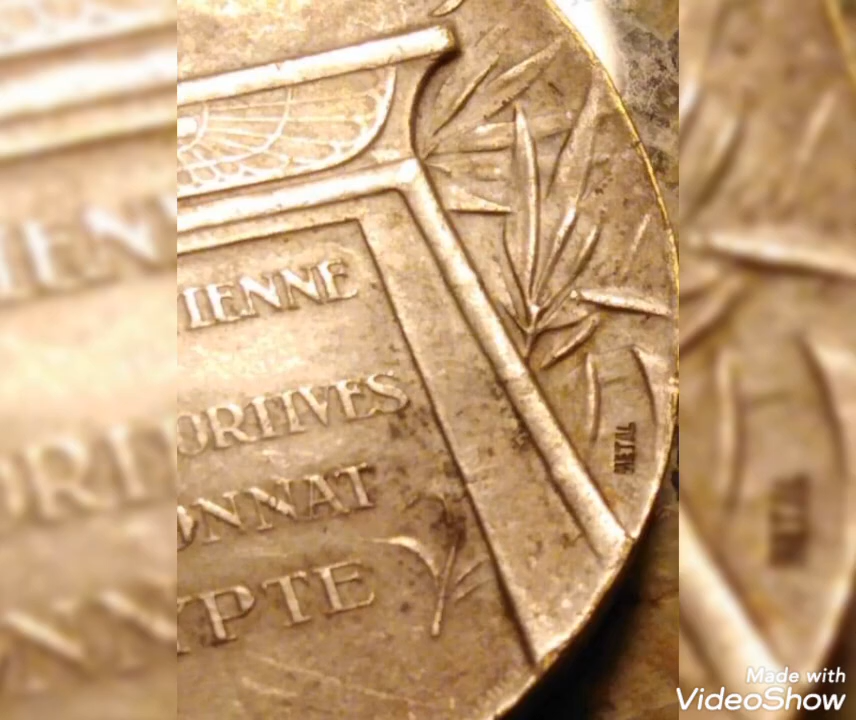 IENNE
ORTIVES
ONNAT
YPTE
METAL
Made with
VideoShow